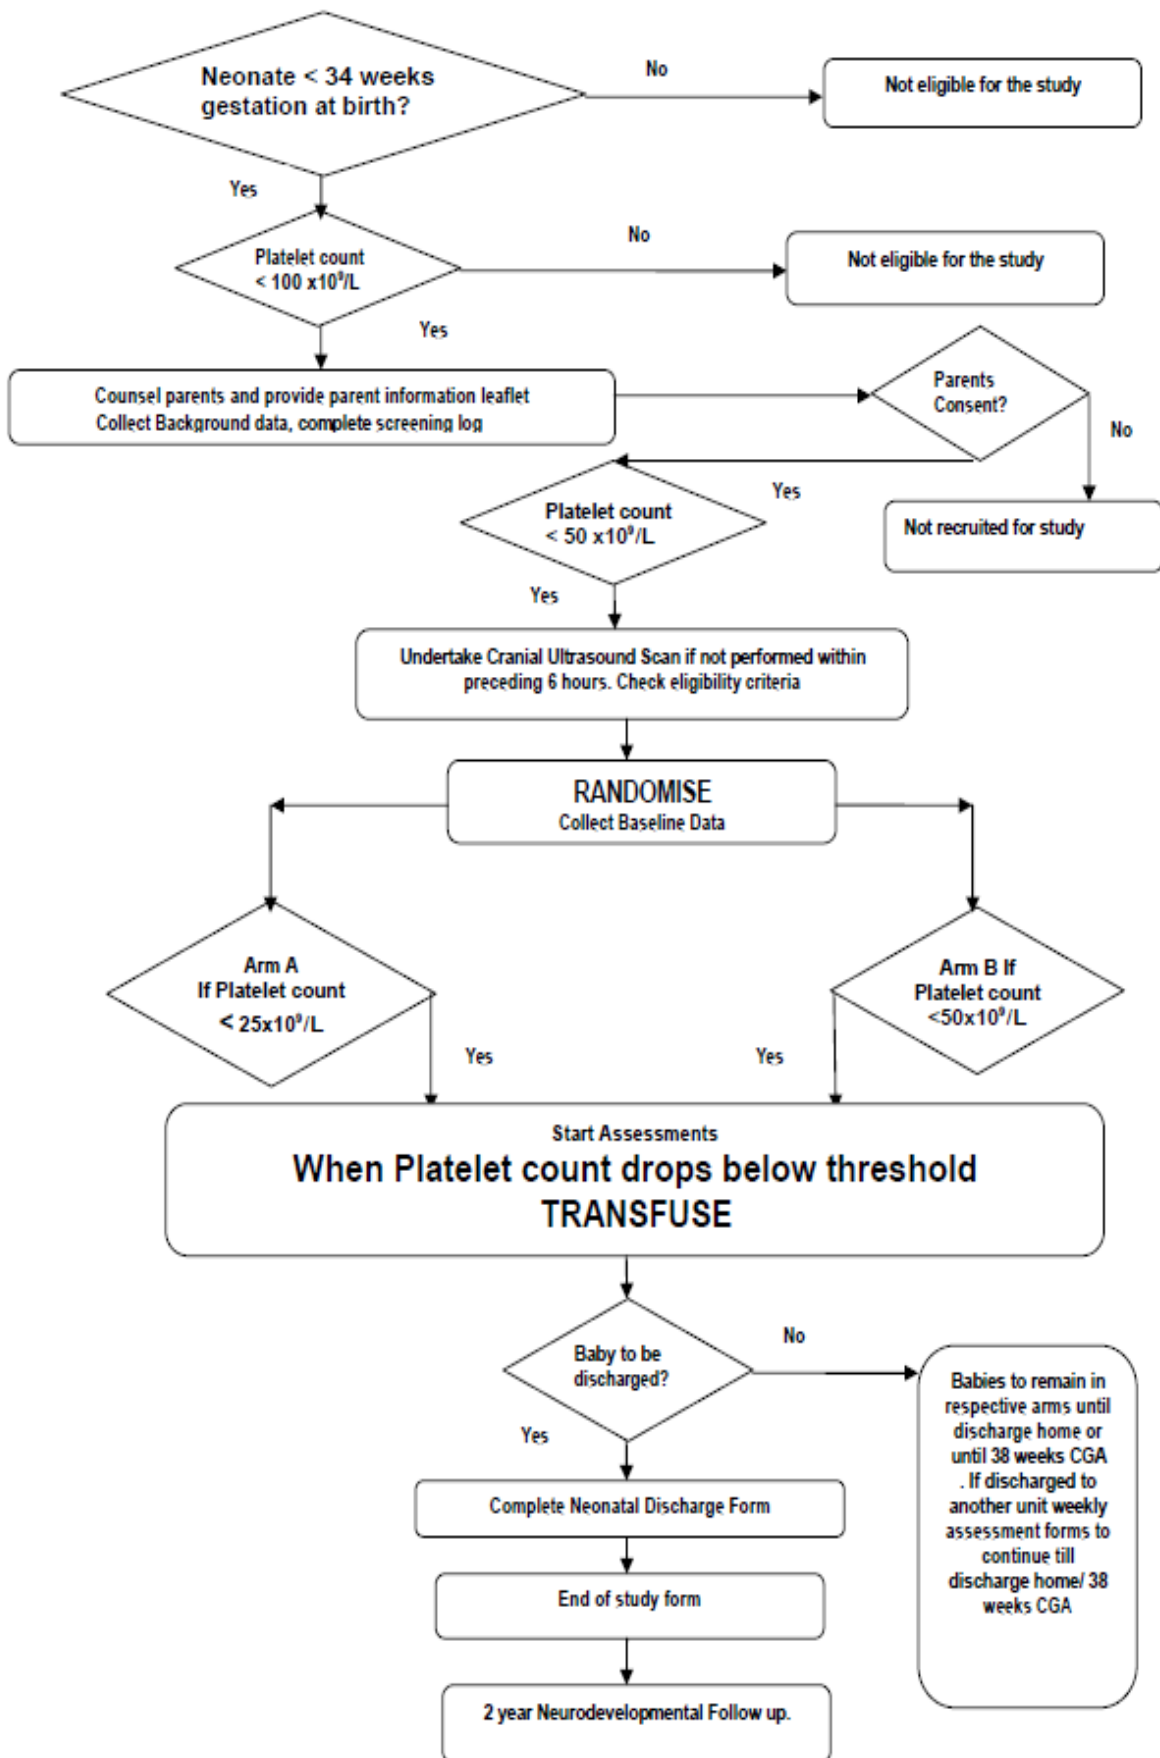 Neonate < 34 weeks
gestation at birth?
No
Not eligible for the study
Yes
Platelet count
< 100 x10⁹/L
No
Not eligible for the study
Yes
Counsel parents and provide parent information leaflet
Collect Background data, complete screening log
Parents
Consent?
No
Yes
Not recruited for study
Platelet count
< 50 x10⁹/L
Yes
Undertake Cranial Ultrasound Scan if not performed within
preceding 6 hours. Check eligibility criteria
RANDOMISE
Collect Baseline Data
Arm A
If Platelet count
< 25x10⁹/L
Yes
Arm B If
Platelet count
<50x10⁹/L
Yes
Start Assessments
When Platelet count drops below threshold
TRANSFUSE
Baby to be
discharged?
No
Babies to remain in
respective arms until
discharge home or
until 38 weeks CGA
. If discharged to
another unit weekly
assessment forms to
continue till
discharge home/ 38
weeks CGA
Yes
Complete Neonatal Discharge Form
End of study form
2 year Neurodevelopmental Follow up.